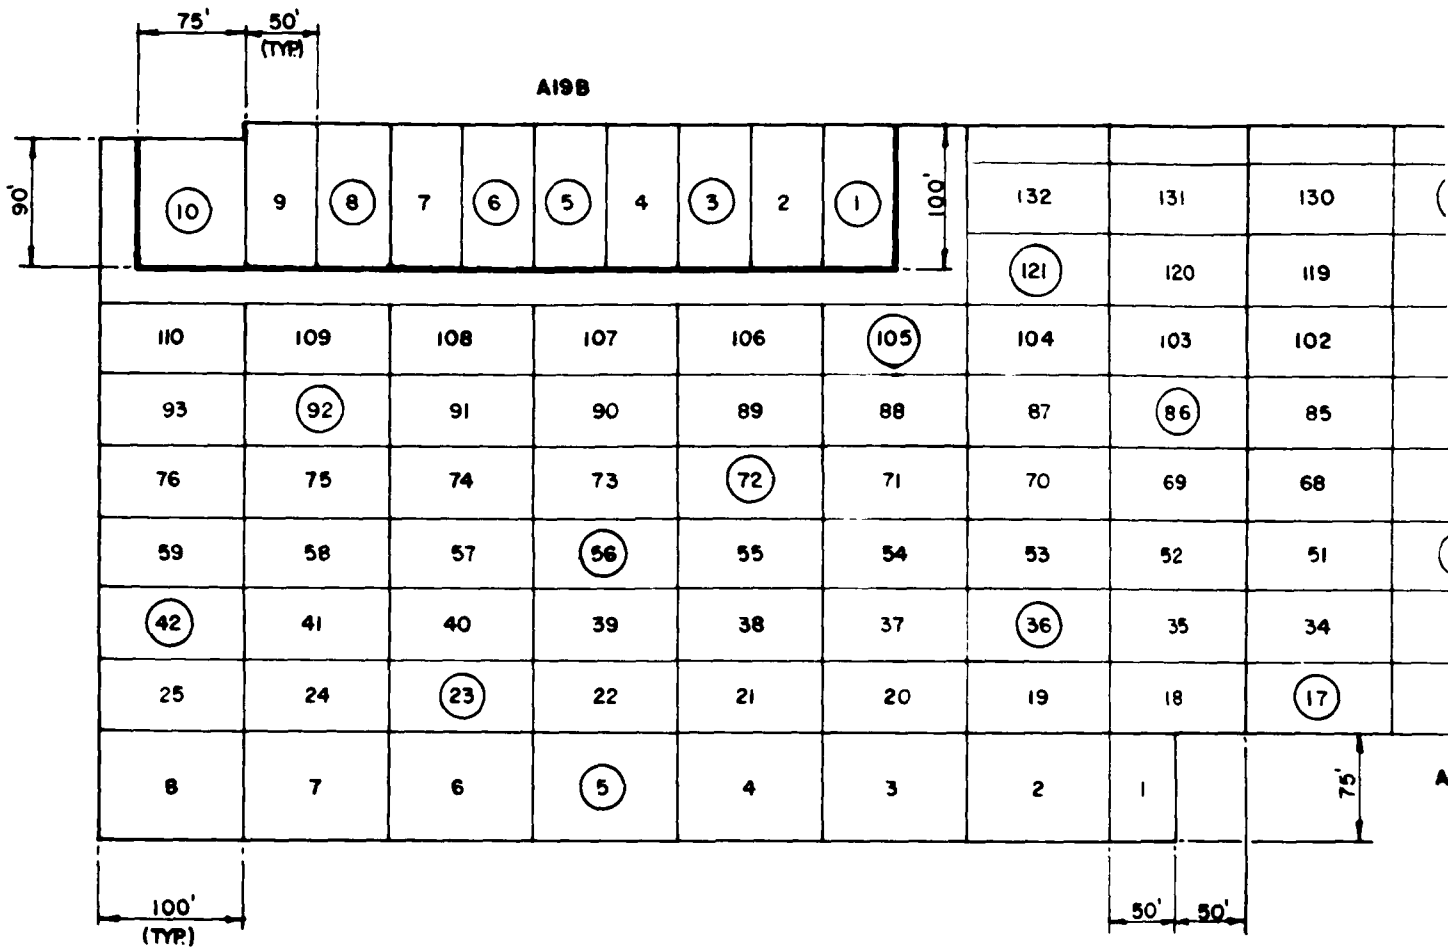 75' 50'
(TYP.)
A19B
90' 10 9 8 7 6 5 4 3 2 1 100' 132 131 130
121 120 119
110 109 108 107 106 105 104 103 102
93 92 91 90 89 88 87 86 85
76 75 74 73 72 71 70 69 68
59 58 57 56 55 54 53 52 51
42 41 40 39 38 37 36 35 34
25 24 23 22 21 20 19 18 17
8 7 6 5 4 3 2 1 75' A
100' 50' 50'
(TYP.)